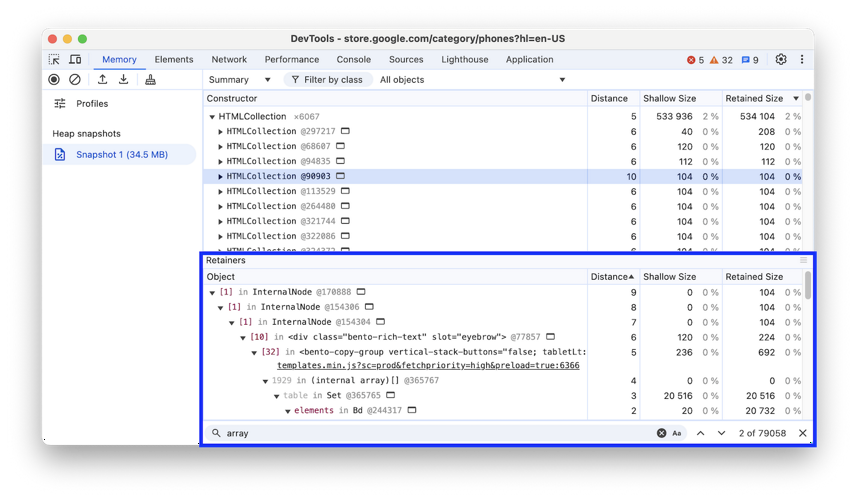 DevTools - store.google.com/category/phones?hl=en-US
Memory Elements Network Performance Console Sources Lighthouse Application 5 32 9
Summary Filter by class All objects
Profiles
Heap snapshots
Snapshot 1 (34.5 MB)
Constructor Distance Shallow Size Retained Size
HTMLCollection ×6067 5 533 936 2 % 534 104 2 %
HTMLCollection @297217 6 40 0 % 208 0 %
HTMLCollection @68607 6 120 0 % 120 0 %
HTMLCollection @94835 6 112 0 % 112 0 %
HTMLCollection @90903 10 104 0 % 104 0 %
HTMLCollection @113529 6 104 0 % 104 0 %
HTMLCollection @264480 6 104 0 % 104 0 %
HTMLCollection @321744 6 104 0 % 104 0 %
HTMLCollection @322086 6 104 0 % 104 0 %
Retainers
Object Distance Shallow Size Retained Size
[1] in InternalNode @170888 9 0 0 % 104 0 %
[1] in InternalNode @154306 8 0 0 % 104 0 %
[1] in InternalNode @154304 7 0 0 % 104 0 %
[10] in <div class="bento-rich-text" slot="eyebrow"> @77857 6 120 0 % 224 0 %
[32] in <bento-copy-group vertical-stack-buttons="false; tabletLt: 5 236 0 % 692 0 %
templates.min.js?sc=prod&fetchpriority=high&preload=true:6366
1929 in (internal array)[] @365767 4 0 0 % 0 0 %
table in Set @365765 3 20 516 0 % 20 516 0 %
elements in Bd @244317 2 20 0 % 20 732 0 %
array Aa 2 of 79058